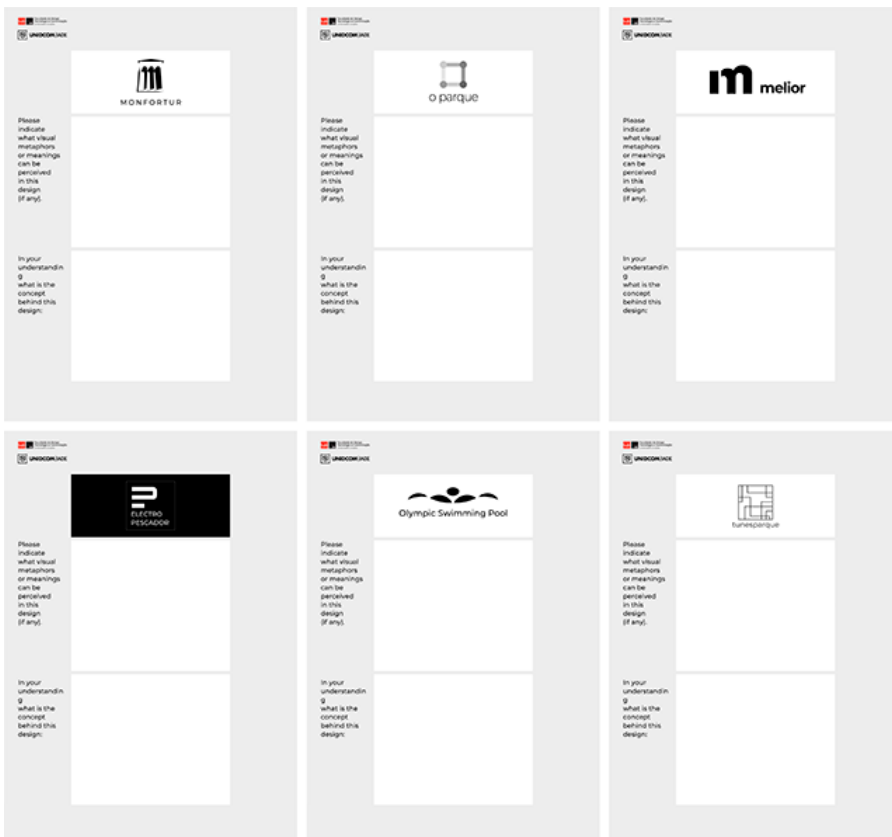 UNIDCOM/IADE
MONFORTUR
Please
indicate
what visual
metaphors
or meanings
can be
perceived
in this
design
(if any).
In your
understandin
g
what is the
concept
behind this
design:
UNIDCOM/IADE
o parque
Please
indicate
what visual
metaphors
or meanings
can be
perceived
in this
design
(if any).
In your
understandin
g
what is the
concept
behind this
design:
UNIDCOM/IADE
m melior
Please
indicate
what visual
metaphors
or meanings
can be
perceived
in this
design
(if any).
In your
understandin
g
what is the
concept
behind this
design:
UNIDCOM/IADE
ELECTRO
PESCADOR
Please
indicate
what visual
metaphors
or meanings
can be
perceived
in this
design
(if any).
In your
understandin
g
what is the
concept
behind this
design:
UNIDCOM/IADE
Olympic Swimming Pool
Please
indicate
what visual
metaphors
or meanings
can be
perceived
in this
design
(if any).
In your
understandin
g
what is the
concept
behind this
design:
UNIDCOM/IADE
tunesparque
Please
indicate
what visual
metaphors
or meanings
can be
perceived
in this
design
(if any).
In your
understandin
g
what is the
concept
behind this
design: